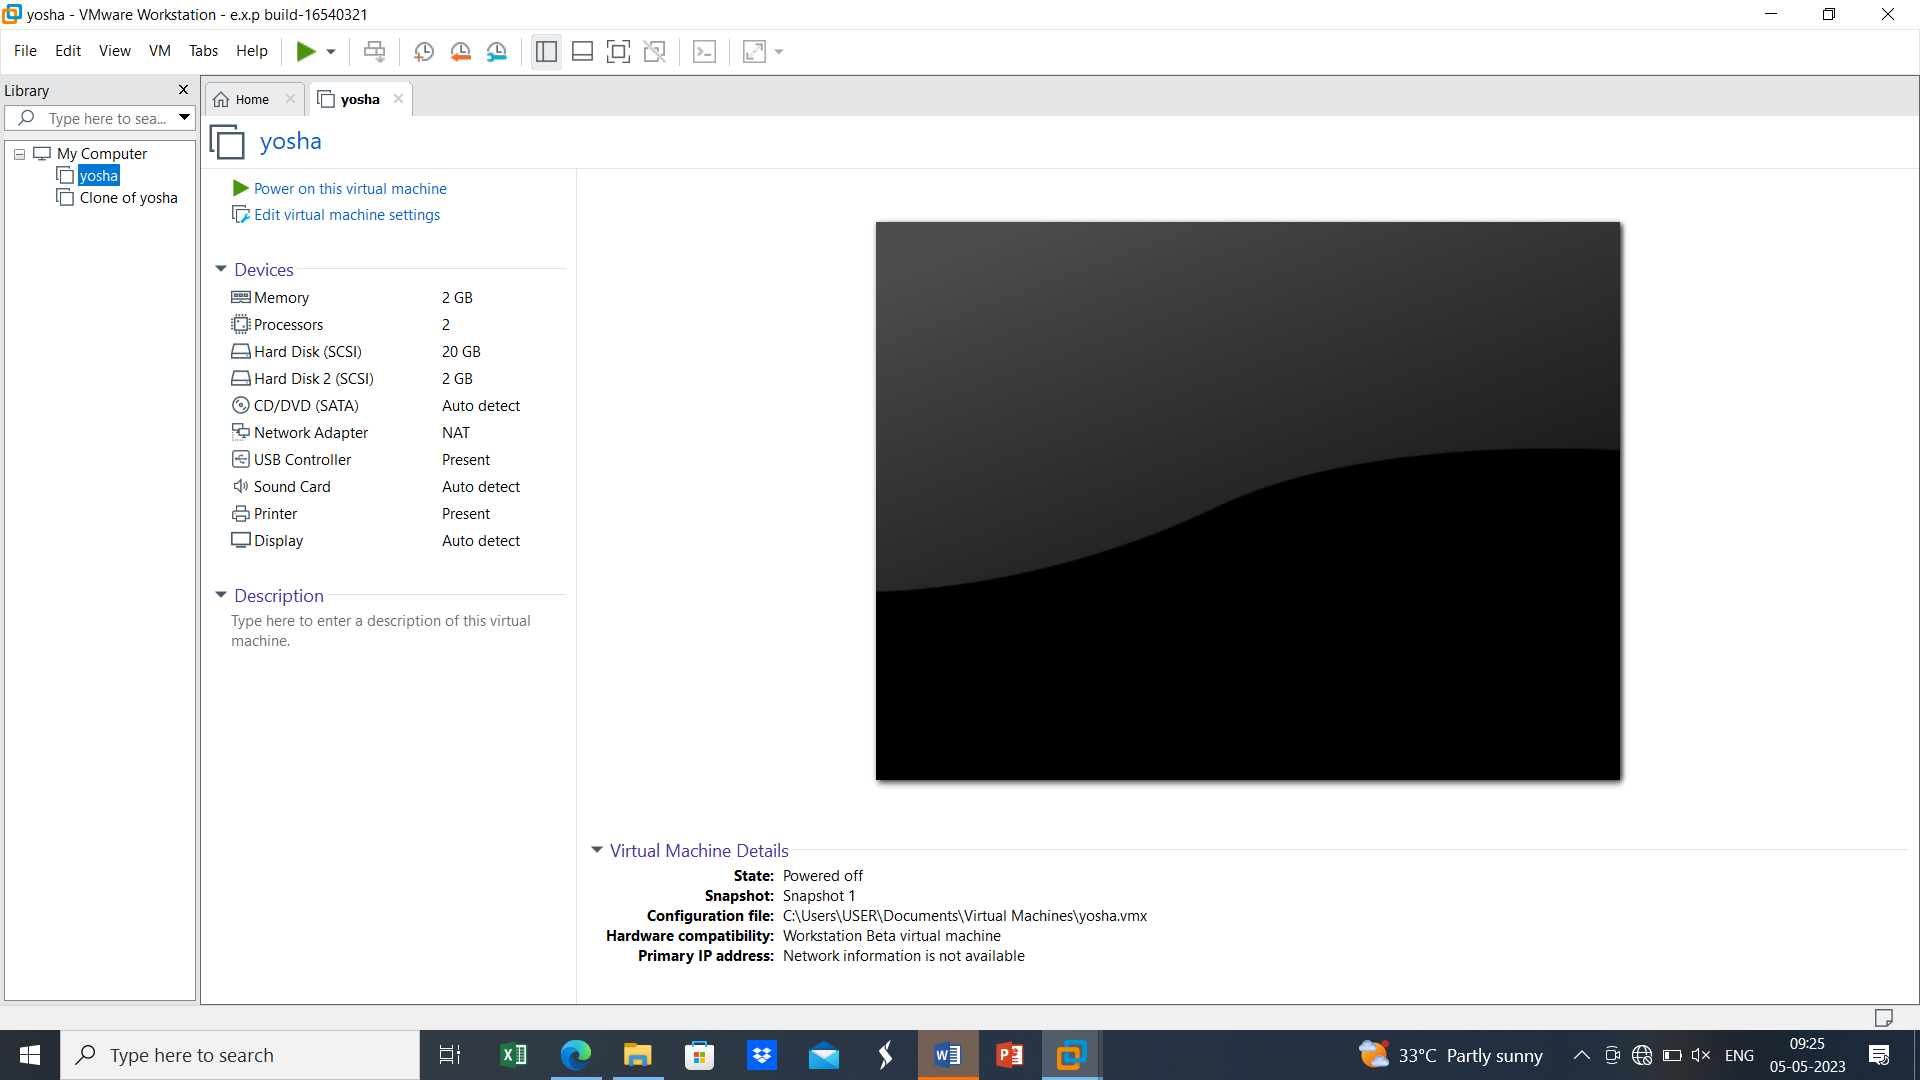 yosha - VMware Workstation - e.x.p build-16540321
File Edit View VM Tabs Help
Library
Type here to sea...
My Computer
yosha
Clone of yosha
Home
yosha
yosha
Power on this virtual machine
Edit virtual machine settings
Devices
Memory 2 GB
Processors 2
Hard Disk (SCSI) 20 GB
Hard Disk 2 (SCSI) 2 GB
CD/DVD (SATA) Auto detect
Network Adapter NAT
USB Controller Present
Sound Card Auto detect
Printer Present
Display Auto detect
Description
Type here to enter a description of this virtual
machine.
Virtual Machine Details
State: Powered off
Snapshot: Snapshot 1
Configuration file: C:\Users\USER\Documents\Virtual Machines\yosha.vmx
Hardware compatibility: Workstation Beta virtual machine
Primary IP address: Network information is not available
Type here to search
33°C Partly sunny
ENG
09:25
05-05-2023